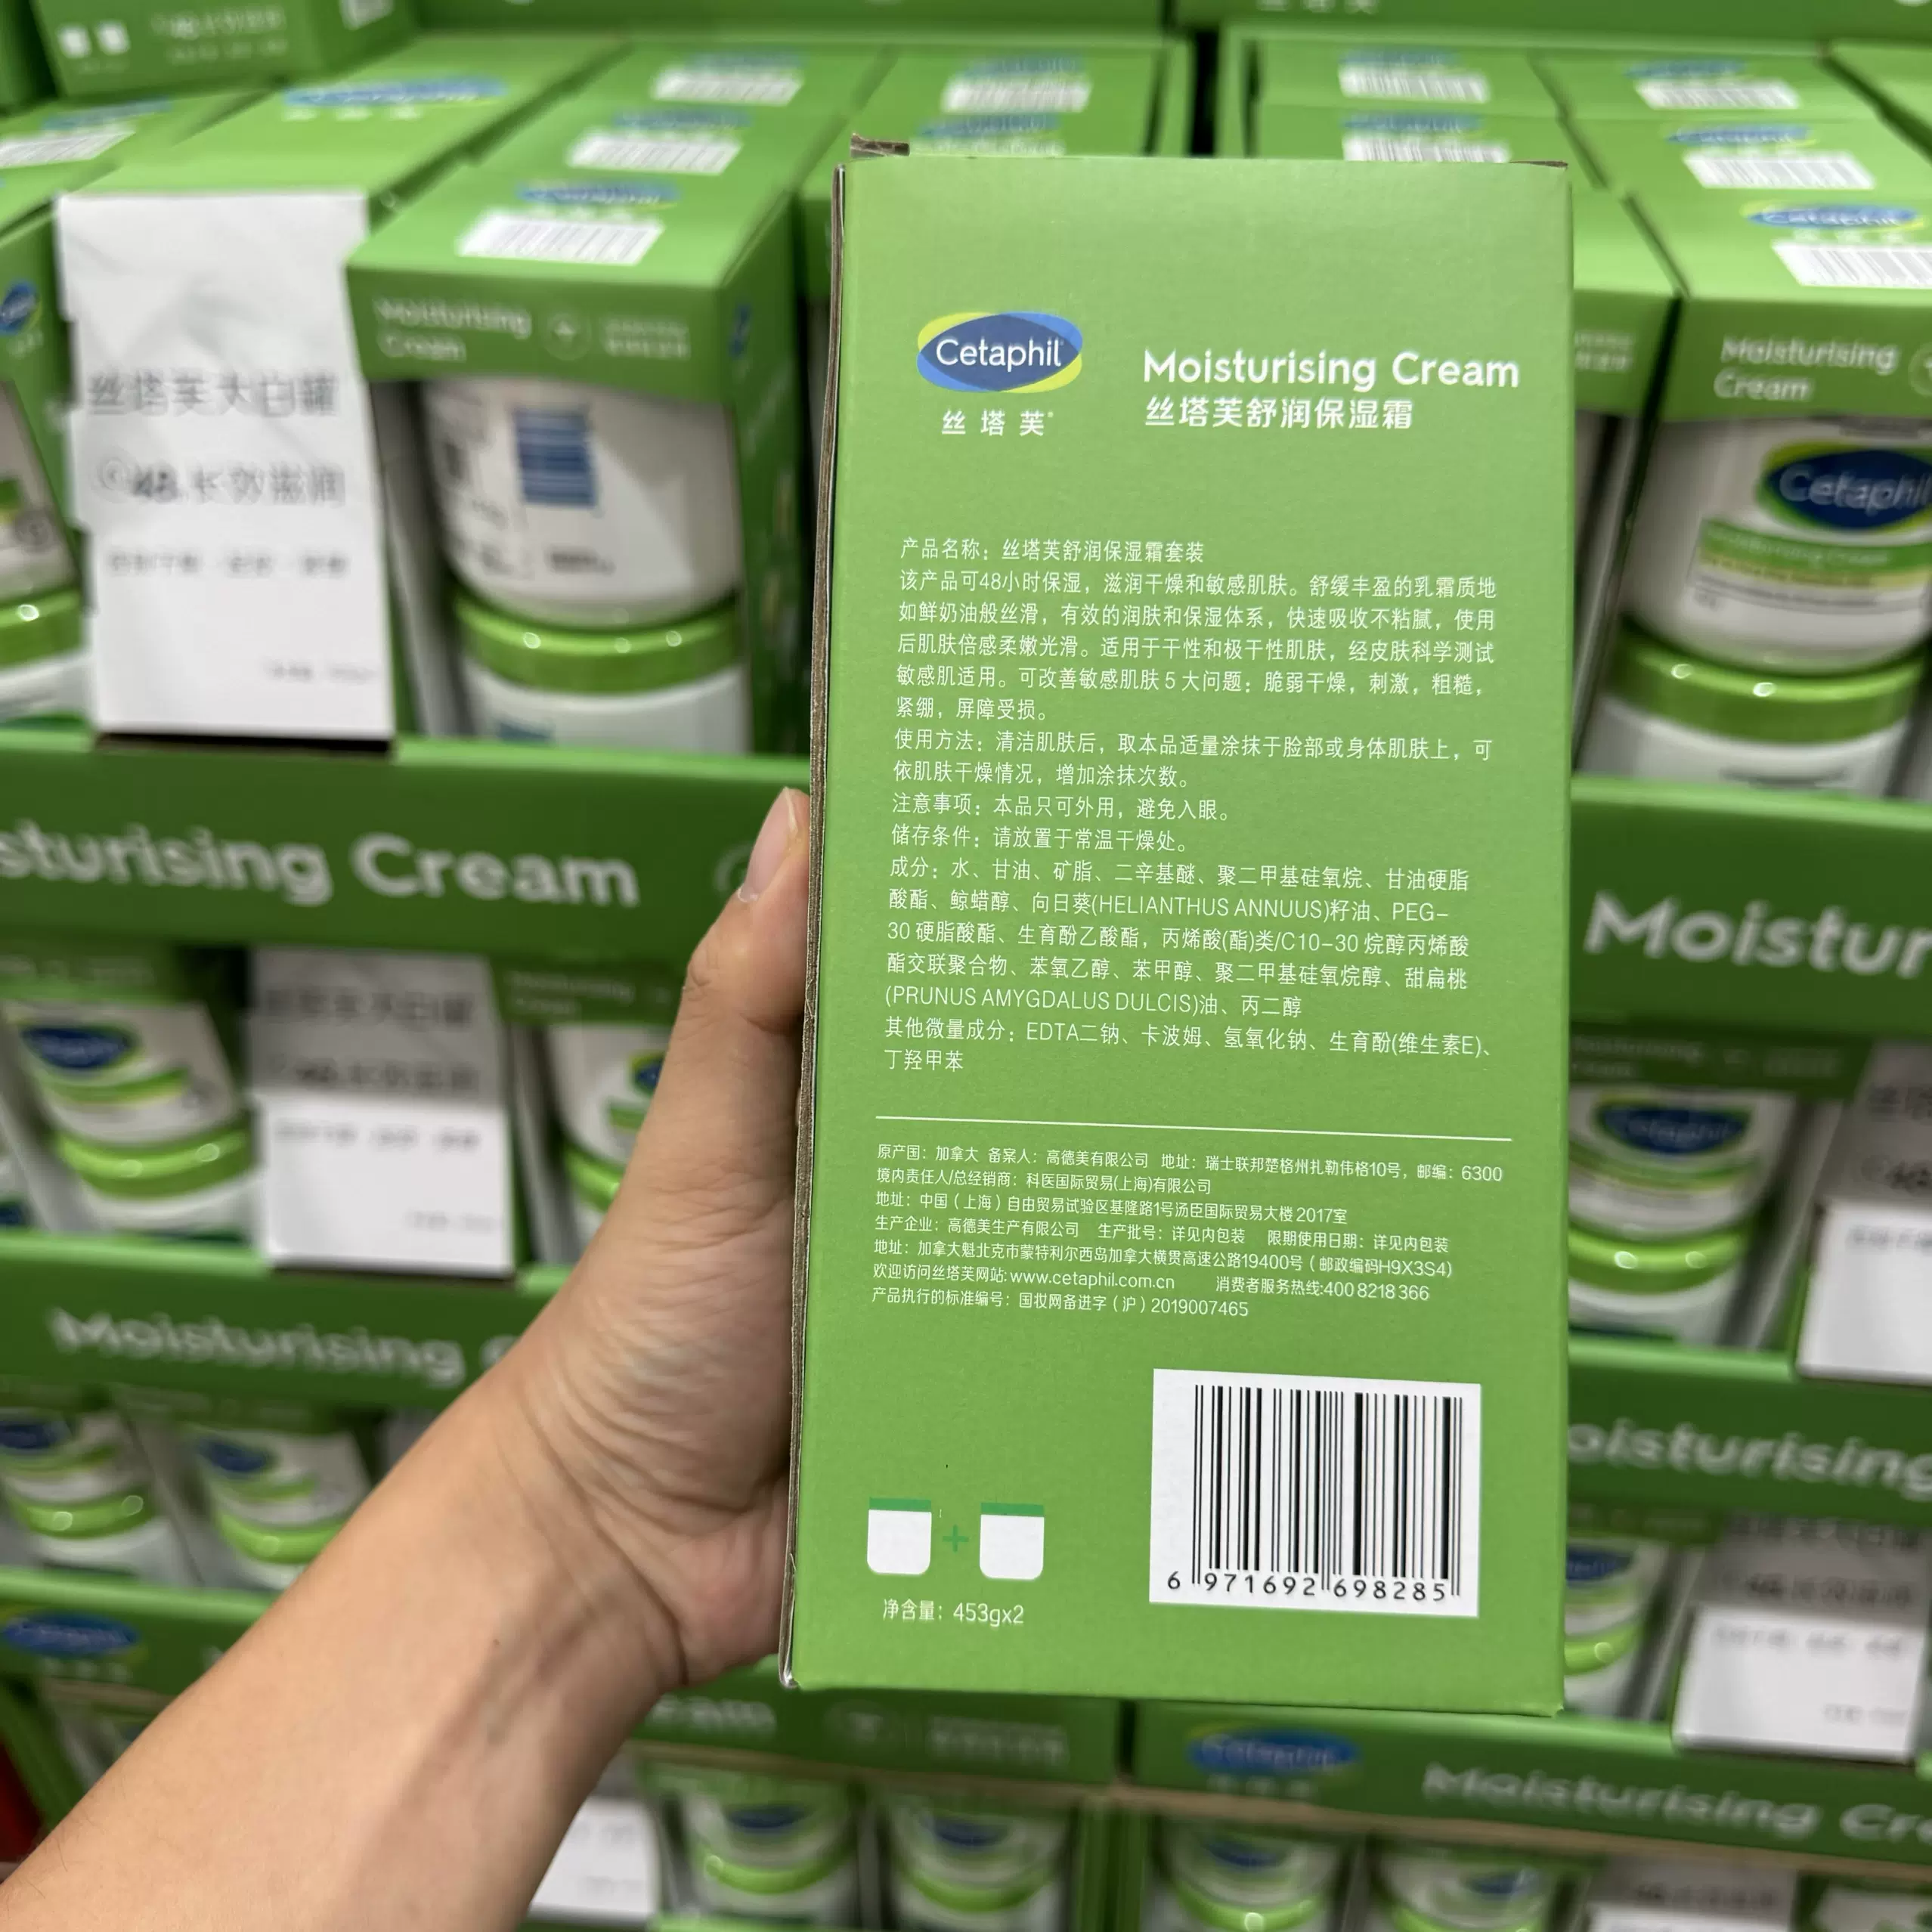 Cetaphil
丝塔芙
Moisturising Cream
丝塔芙舒润保湿霜
产品名称：丝塔芙舒润保湿霜套装
该产品可48小时保湿，滋润干燥和敏感肌肤。舒缓丰盈的乳霜质地
如鲜奶油般丝滑，有效的润肤和保湿体系，快速吸收不粘腻，使用
后肌肤倍感柔嫩光滑。适用于干性和极干性肌肤，经皮肤科学测试
敏感肌适用。可改善敏感肌肤5大问题：脆弱干燥，刺激，粗糙，
紧绷，屏障受损。
使用方法：清洁肌肤后，取本品适量涂抹于脸部或身体肌肤上，可
依肌肤干燥情况，增加涂抹次数。
注意事项：本品只可外用，避免入眼。
储存条件：请放置于常温干燥处。
成分：水、甘油、矿脂、二辛基醚、聚二甲基硅氧烷、甘油硬脂
酸酯、鲸蜡醇、向日葵(HELIANTHUS ANNUUS)籽油、PEG-
30 硬脂酸酯、生育酚乙酸酯，丙烯酸(酯)类/C10-30 烷醇丙烯酸
酯交联聚合物、苯氧乙醇、苯甲醇、聚二甲基硅氧烷醇、甜扁桃
(PRUNUS AMYGDALUS DULCIS)油、丙二醇
其他微量成分：EDTA二钠、卡波姆、氢氧化钠、生育酚(维生素E)、
丁羟甲苯
原产国：加拿大 备案人：高德美有限公司 地址：瑞士联邦楚格州扎勒伟格10号，邮编：6300
境内责任人/总经销商：科医国际贸易(上海)有限公司
地址：中国（上海）自由贸易试验区基隆路1号汤臣国际贸易大楼2017室
生产企业：高德美生产有限公司 生产批号：详见内包装 限期使用日期：详见内包装
地址：加拿大魁北克市蒙特利尔西岛加拿大横贯高速公路19400号（邮政编码H9X3S4)
欢迎访问丝塔芙网站:www.cetaphil.com.cn 消费者服务热线:400 8218 366
产品执行的标准编号：国妆网备进字（沪）2019007465
净含量：453gx2
6 971692 698285
丝塔芙大白罐
48 长效滋润
Moisturising
Cream
Cetaphil
Moisturising
Cream
Cetaphil
sturising Cream
Moistur
Moisturising
oisturising
Cetaphil
Moisturising Cre